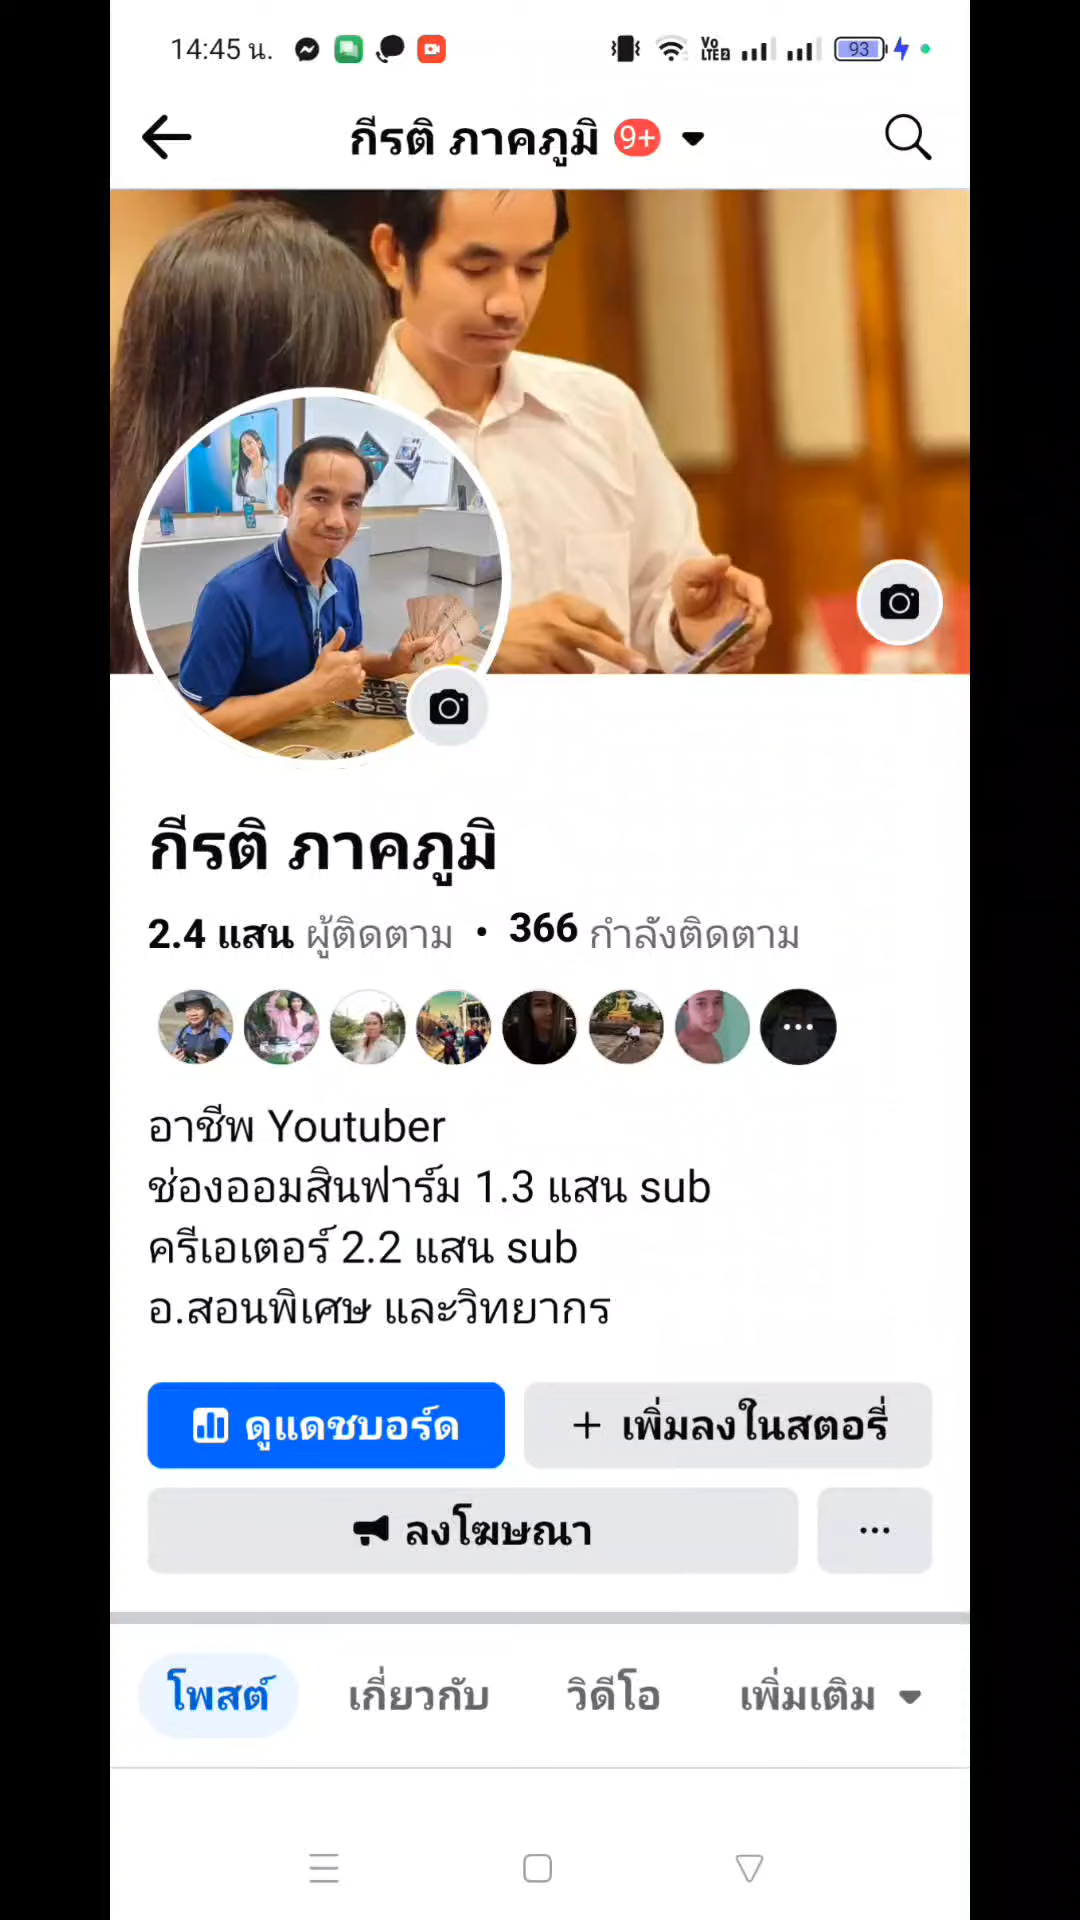 14:45 น.
Vo
LTE 2
93
กีรติ ภาคภูมิ 9+
กีรติ ภาคภูมิ
2.4 แสน ผู้ติดตาม • 366 กำลังติดตาม
อาชีพ Youtuber
ช่องออมสินฟาร์ม 1.3 แสน sub
ครีเอเตอร์ 2.2 แสน sub
อ.สอนพิเศษ และวิทยากร
ดูแดชบอร์ด
+ เพิ่มลงในสตอรี่
ลงโฆษณา
...
โพสต์ เกี่ยวกับ วิดีโอ เพิ่มเติม